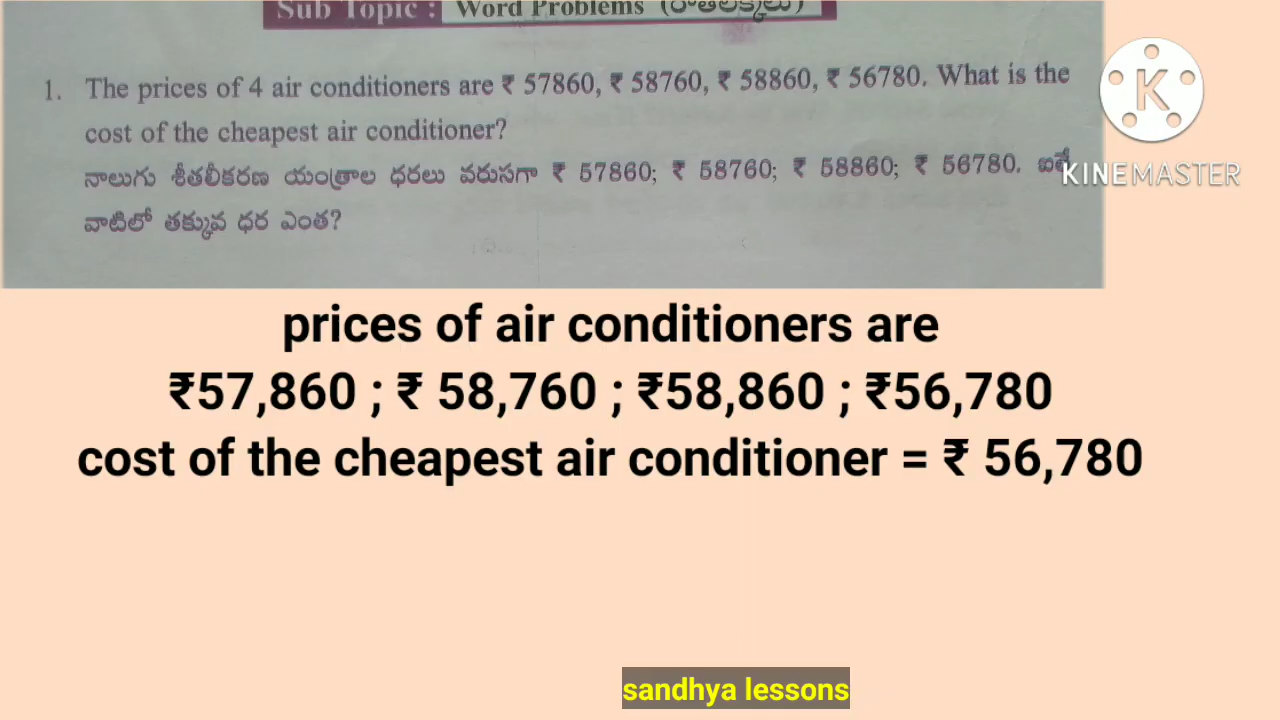 Sub Topic : Word Problems (రాతలెక్కలు)
1. The prices of 4 air conditioners are ₹ 57860, ₹ 58760, ₹ 58860, ₹ 56780. What is the
cost of the cheapest air conditioner?
నాలుగు శీతలీకరణ యంత్రాల ధరలు వరుసగా ₹ 57860; ₹ 58760; ₹ 58860; ₹ 56780. ఐతే
వాటిలో తక్కువ ధర ఎంత?
K
KINEMASTER
prices of air conditioners are
₹57,860 ; ₹ 58,760 ; ₹58,860 ; ₹56,780
cost of the cheapest air conditioner = ₹ 56,780
sandhya lessons